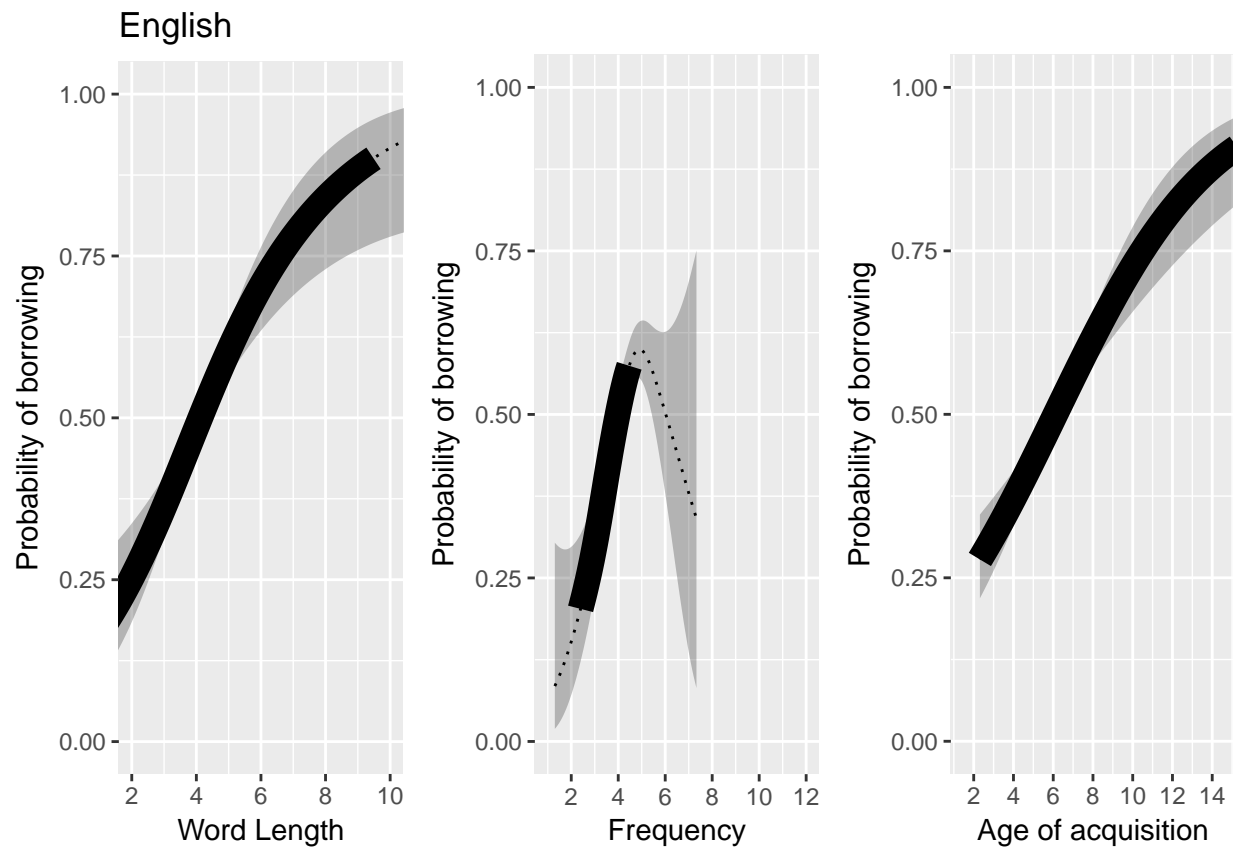 English
1.00
0.75
0.50
0.25
0.00
Probability of borrowing
2 4 6 8 10
Word Length
1.00
0.75
0.50
0.25
0.00
Probability of borrowing
2 4 6 8 10 12
Frequency
1.00
0.75
0.50
0.25
0.00
Probability of borrowing
2 4 6 8 10 12 14
Age of acquisition